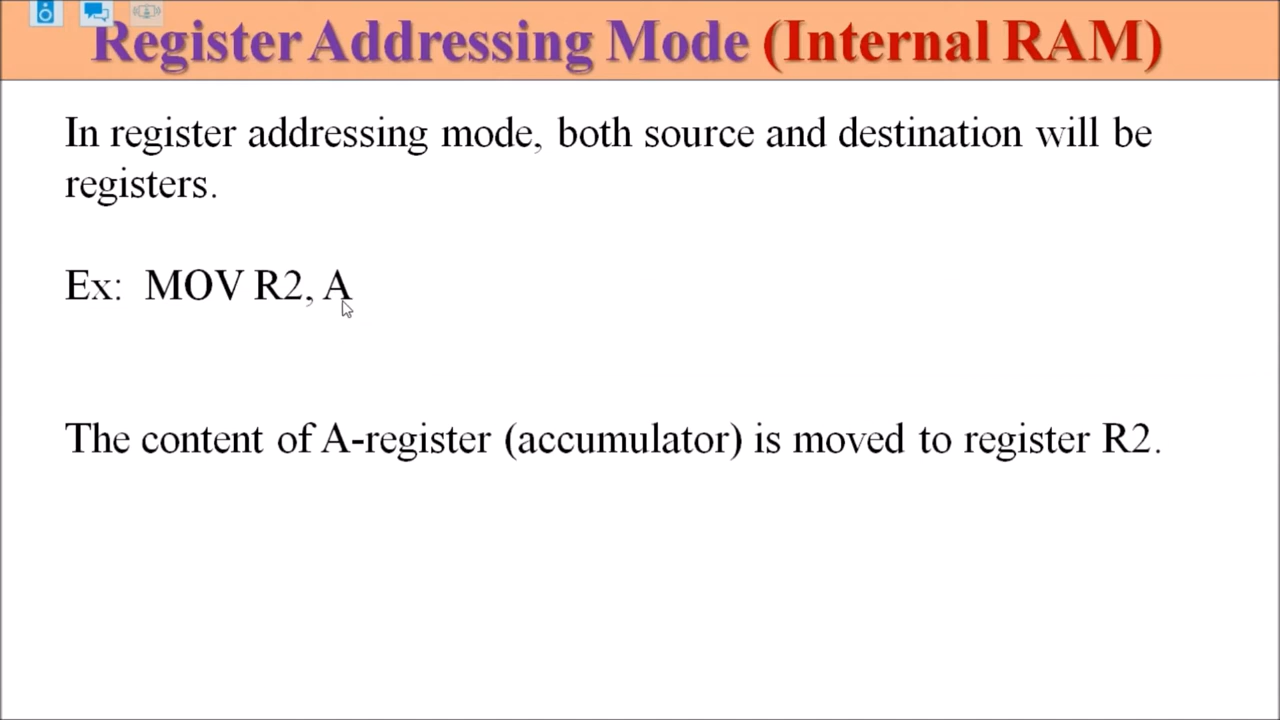 Register Addressing Mode (Internal RAM)
In register addressing mode, both source and destination will be
registers.
Ex: MOV R2, A
The content of A-register (accumulator) is moved to register R2.